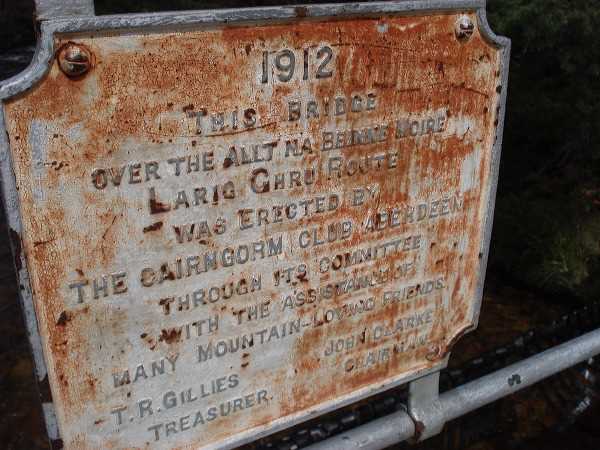 1912
THIS BRIDGE
OVER THE ALLT NA BEINNE MOIRE
LARIG GHRU ROUTE
WAS ERECTED BY
THE CAIRNGORM CLUB ABERDEEN
THROUGH ITS COMMITTEE
WITH THE ASSISTANCE OF
MANY MOUNTAIN-LOVING FRIENDS.
JOHN CLARKE
CHAIRMAN.
T.R.GILLIES
TREASURER.